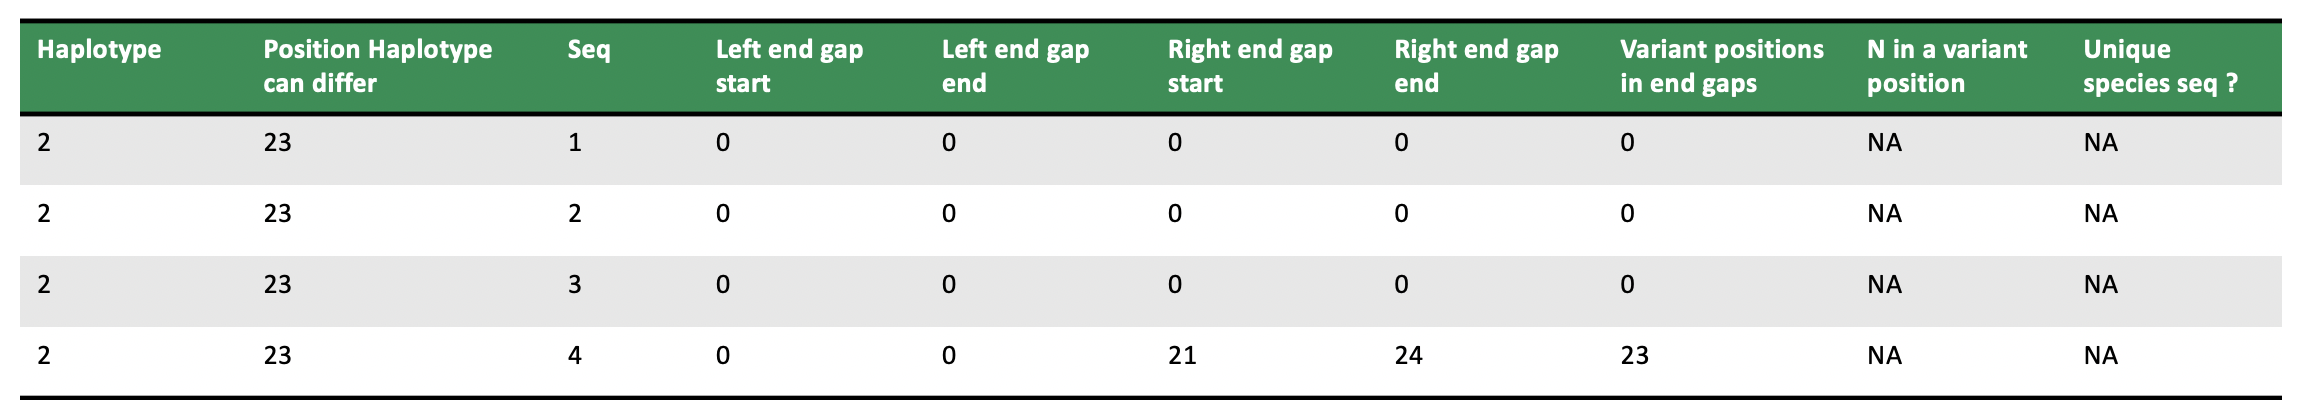 Haplotype Position Haplotype can differ Seq Left end gap start Left end gap end Right end gap start Right end gap end Variant positions in end gaps N in a variant position Unique species seq ?
2 23 1 0 0 0 0 0 NA NA
2 23 2 0 0 0 0 0 NA NA
2 23 3 0 0 0 0 0 NA NA
2 23 4 0 0 21 24 23 NA NA